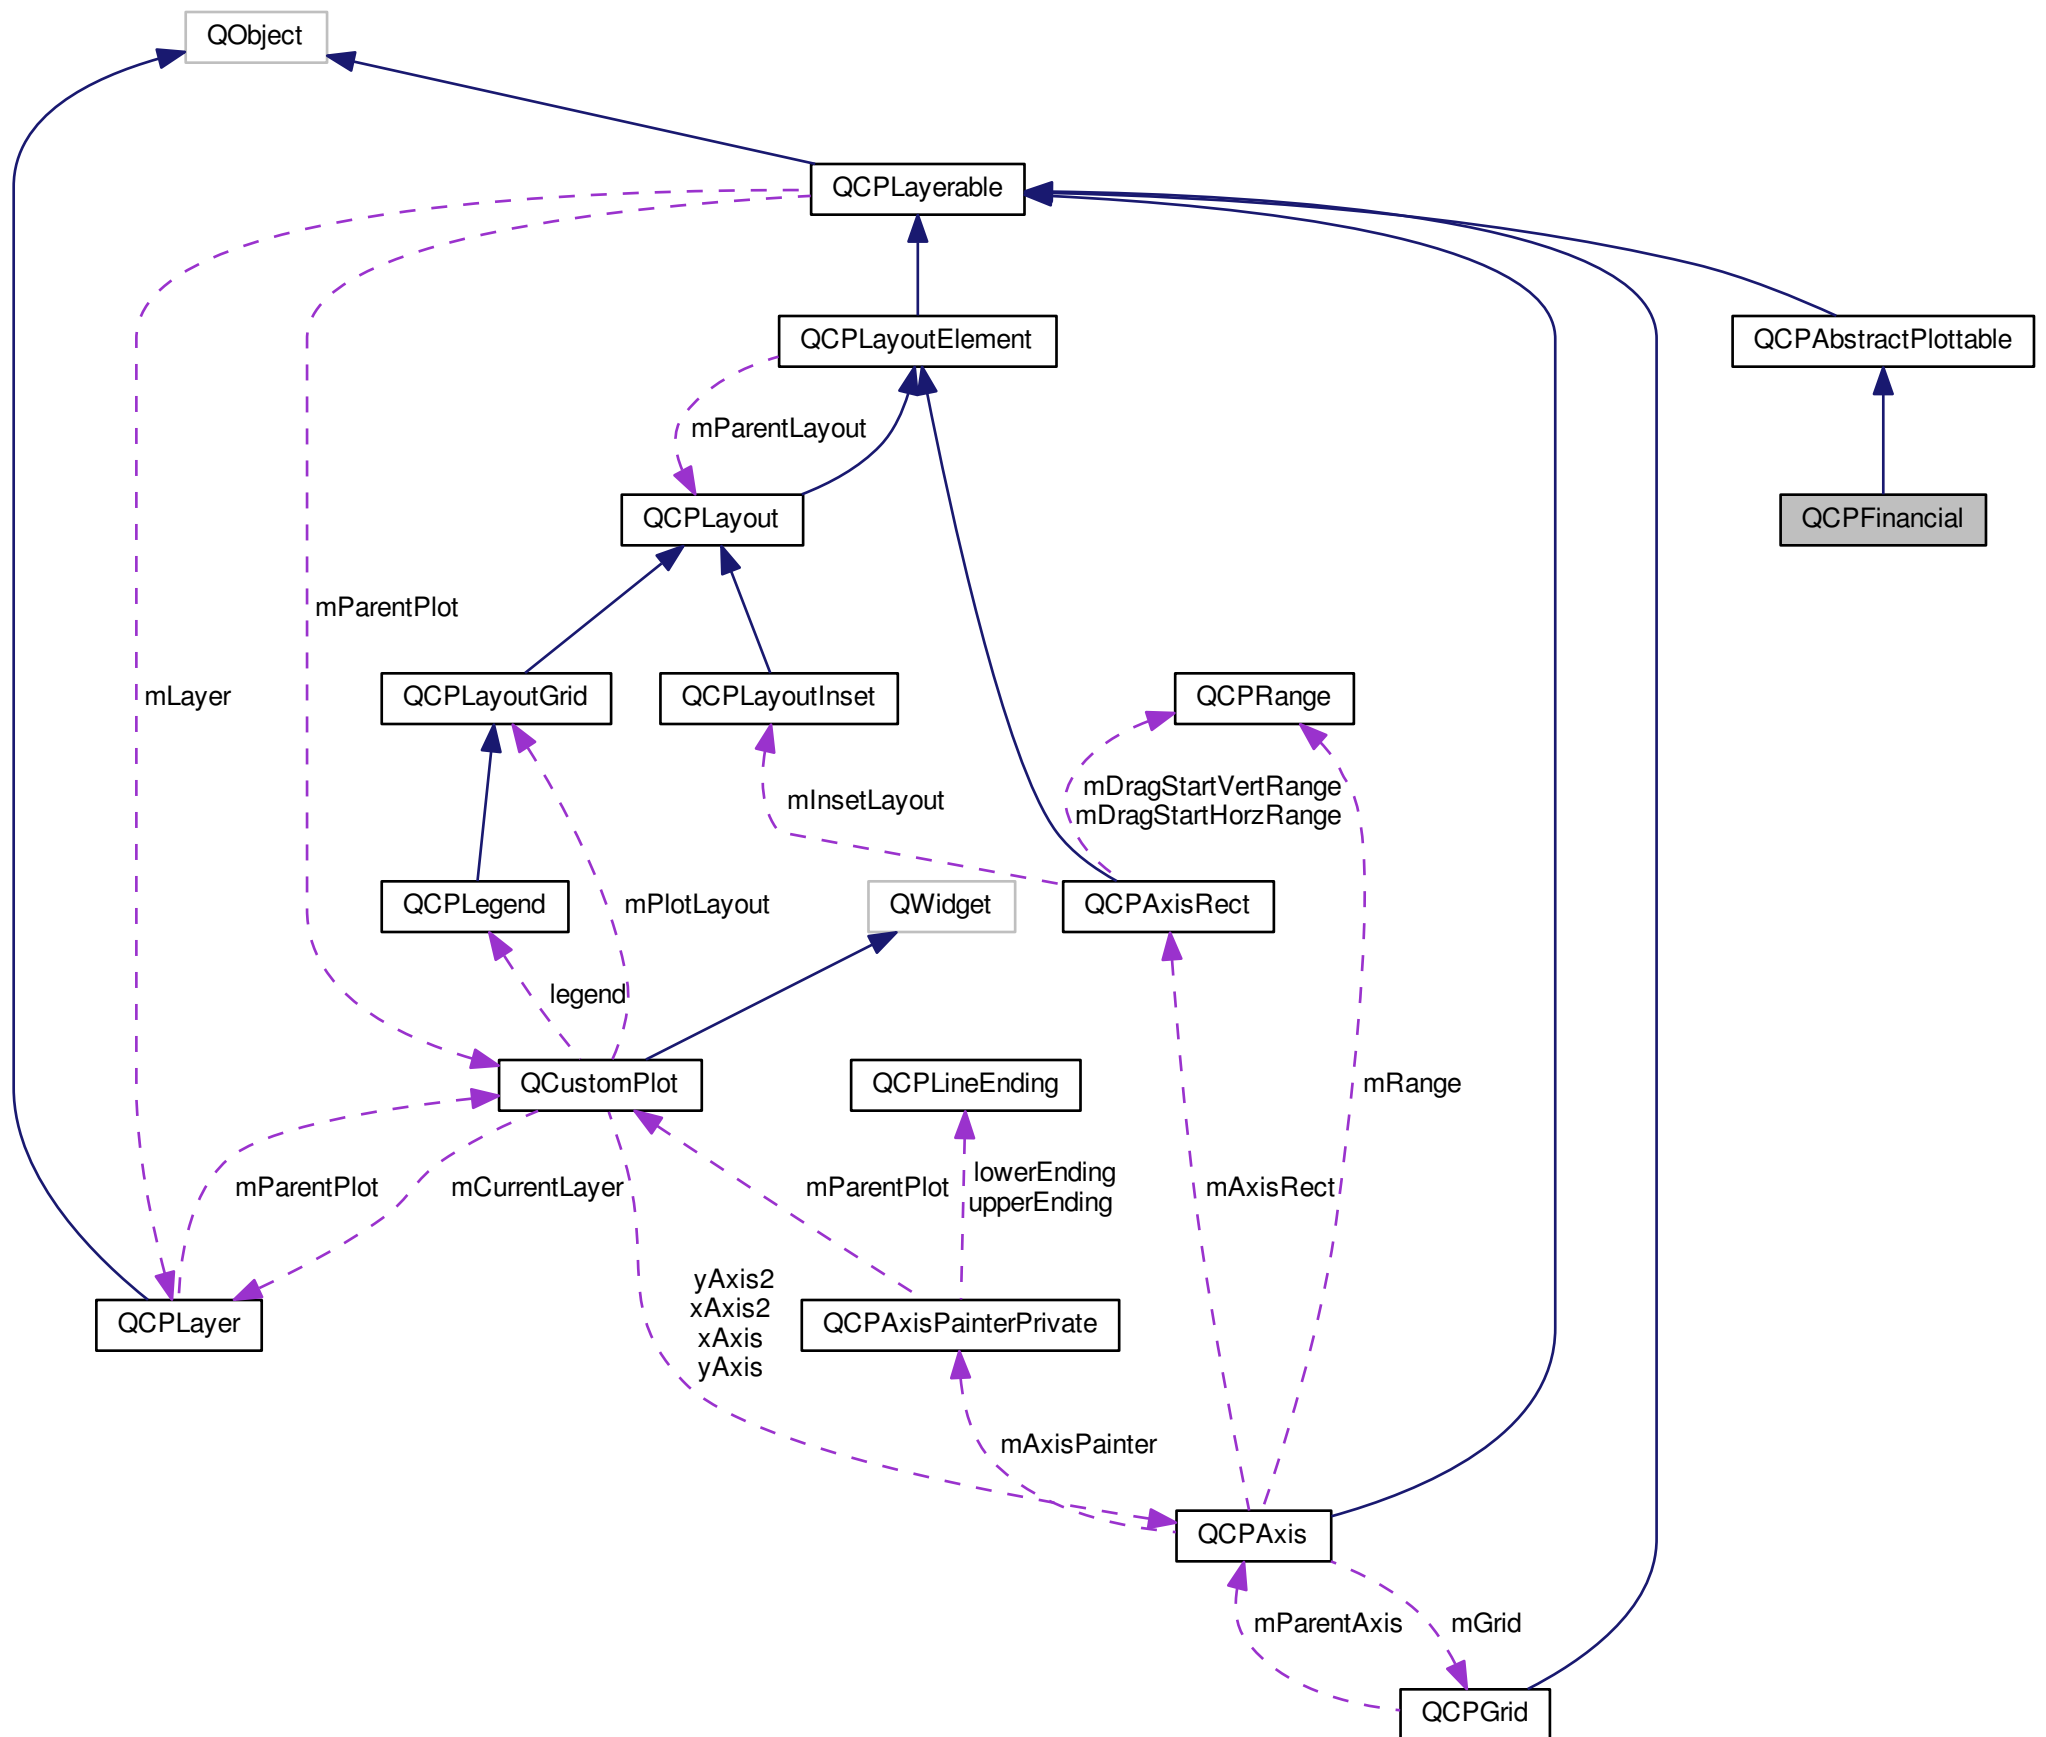 QObject
QCPLayerable
QCPLayoutElement
QCPAbstractPlottable
mParentLayout
QCPLayout
QCPFinancial
mParentPlot
mLayer
QCPLayoutGrid
QCPLayoutInset
QCPRange
mDragStartVertRange
mDragStartHorzRange
mInsetLayout
QCPLegend
mPlotLayout
QWidget
QCPAxisRect
legend
QCustomPlot
QCPLineEnding
mRange
mParentPlot
mCurrentLayer
mParentPlot
lowerEnding
upperEnding
mAxisRect
yAxis2
xAxis2
xAxis
yAxis
QCPLayer
QCPAxisPainterPrivate
mAxisPainter
QCPAxis
mParentAxis
mGrid
QCPGrid